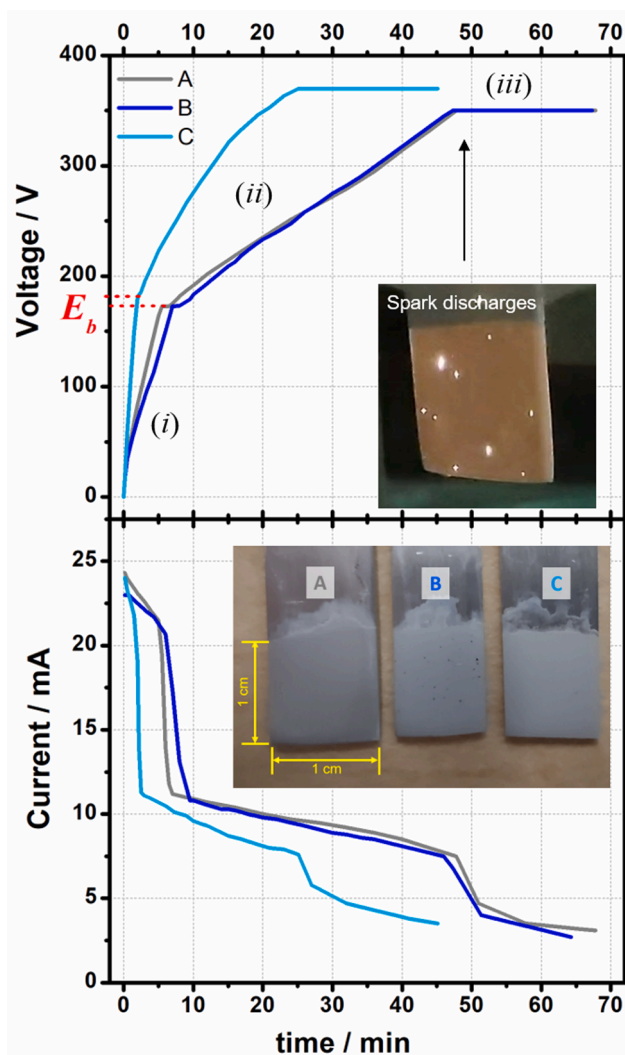 0 10 20 30 40 50 60 70
400
300
200
100
0
Voltage / V
A
B
C
(i)
(ii)
(iii)
E_b
Spark discharges
25
20
15
10
5
0
Current / mA
A B C
1 cm
1 cm
0 10 20 30 40 50 60 70
time / min